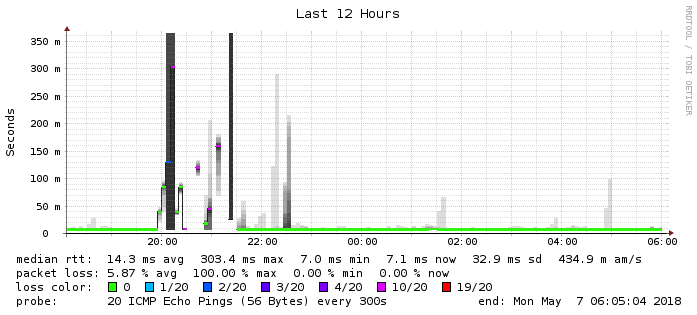 Last 12 Hours
RRDTOOL / TOBI OETIKER
Seconds
350 m
300 m
250 m
200 m
150 m
100 m
50 m
0
20:00 22:00 00:00 02:00 04:00 06:00
median rtt: 14.3 ms avg 303.4 ms max 7.0 ms min 7.1 ms now 32.9 ms sd 434.9 m am/s
packet loss: 5.87 % avg 100.00 % max 0.00 % min 0.00 % now
loss color: 0 1/20 2/20 3/20 4/20 10/20 19/20
probe: 20 ICMP Echo Pings (56 Bytes) every 300s end: Mon May 7 06:05:04 2018